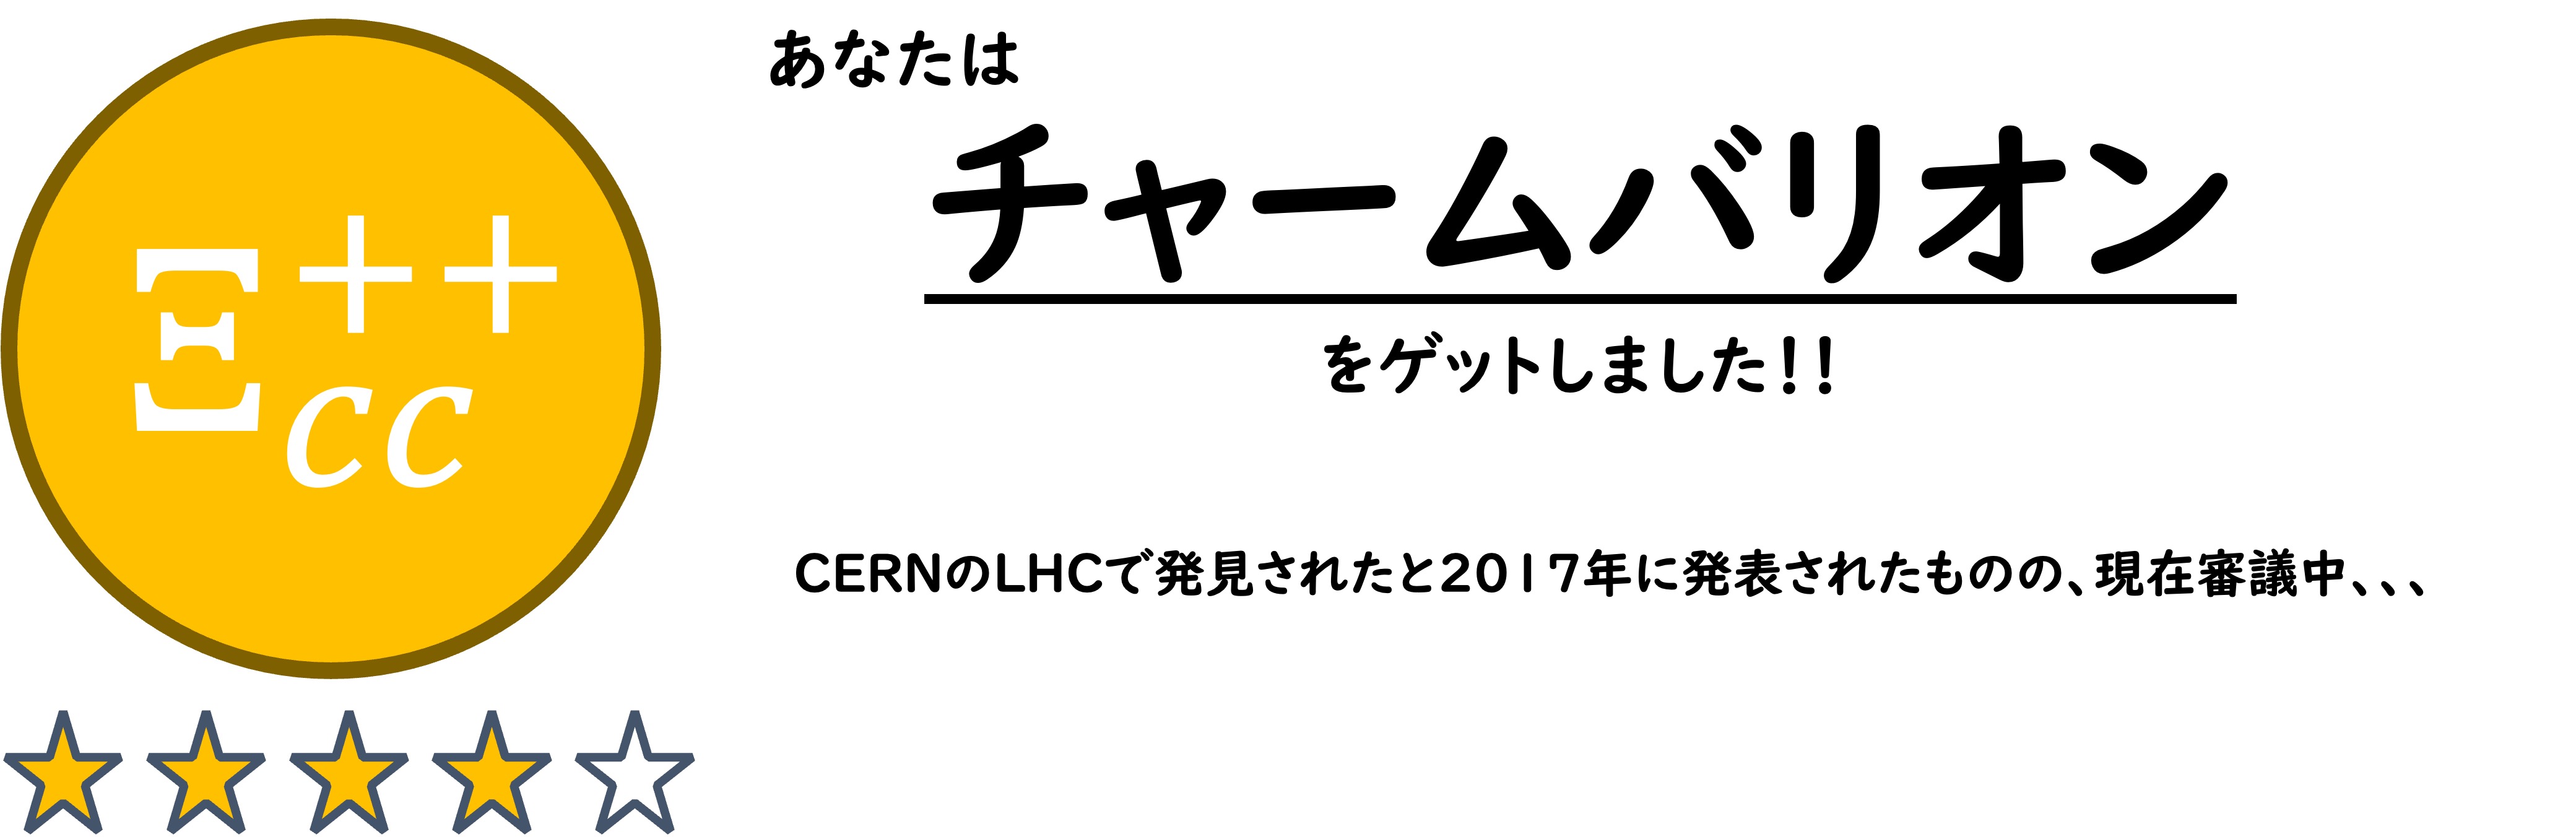 Ξ++cc
あなたは
チャームバリオン
をゲットしました!!
CERNのLHCで発見されたと2017年に発表されたものの、現在審議中、、、